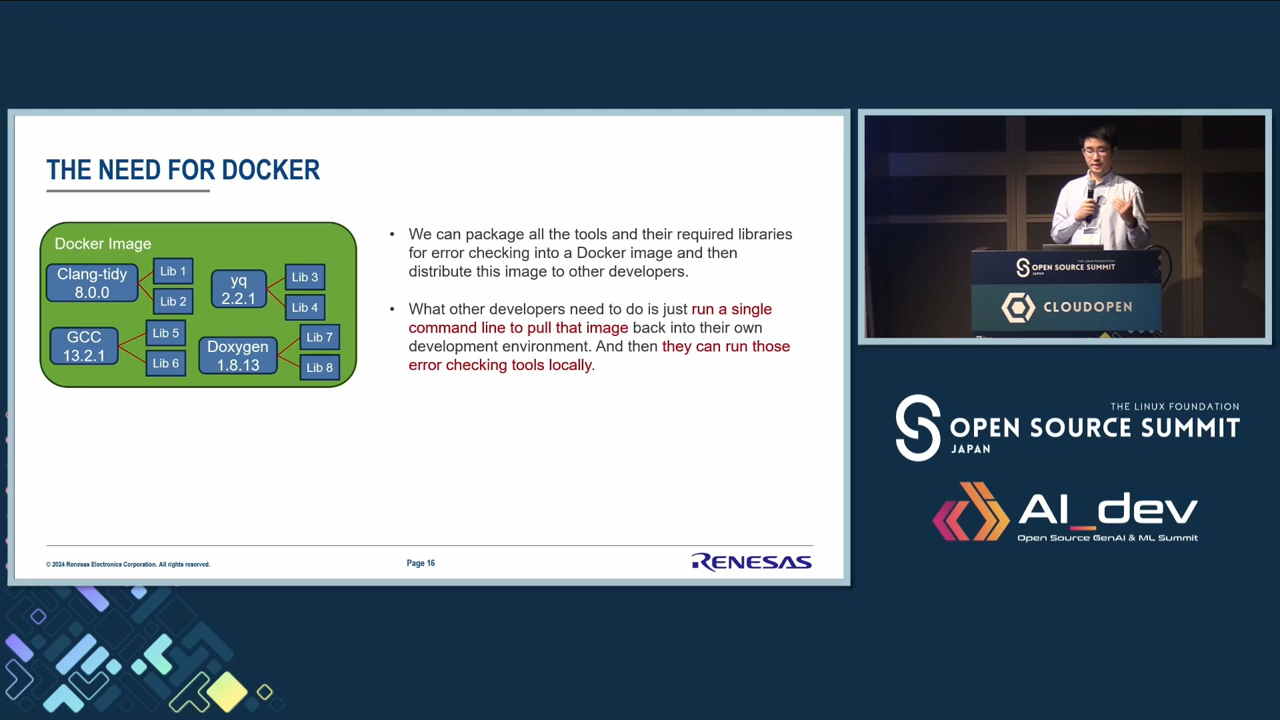 THE NEED FOR DOCKER
Docker Image
Clang-tidy
8.0.0
Lib 1
Lib 2
yq
2.2.1
Lib 3
Lib 4
GCC
13.2.1
Lib 5
Lib 6
Doxygen
1.8.13
Lib 7
Lib 8
• We can package all the tools and their required libraries
for error checking into a Docker image and then
distribute this image to other developers.
• What other developers need to do is just run a single
command line to pull that image back into their own
development environment. And then they can run those
error checking tools locally.
© 2024 Renesas Electronics Corporation. All rights reserved.
Page 16
RENESAS
OPEN SOURCE SUMMIT
JAPAN
CLOUDOPEN
THE LINUX FOUNDATION
OPEN SOURCE SUMMIT
JAPAN
AI_dev
Open Source GenAI & ML Summit